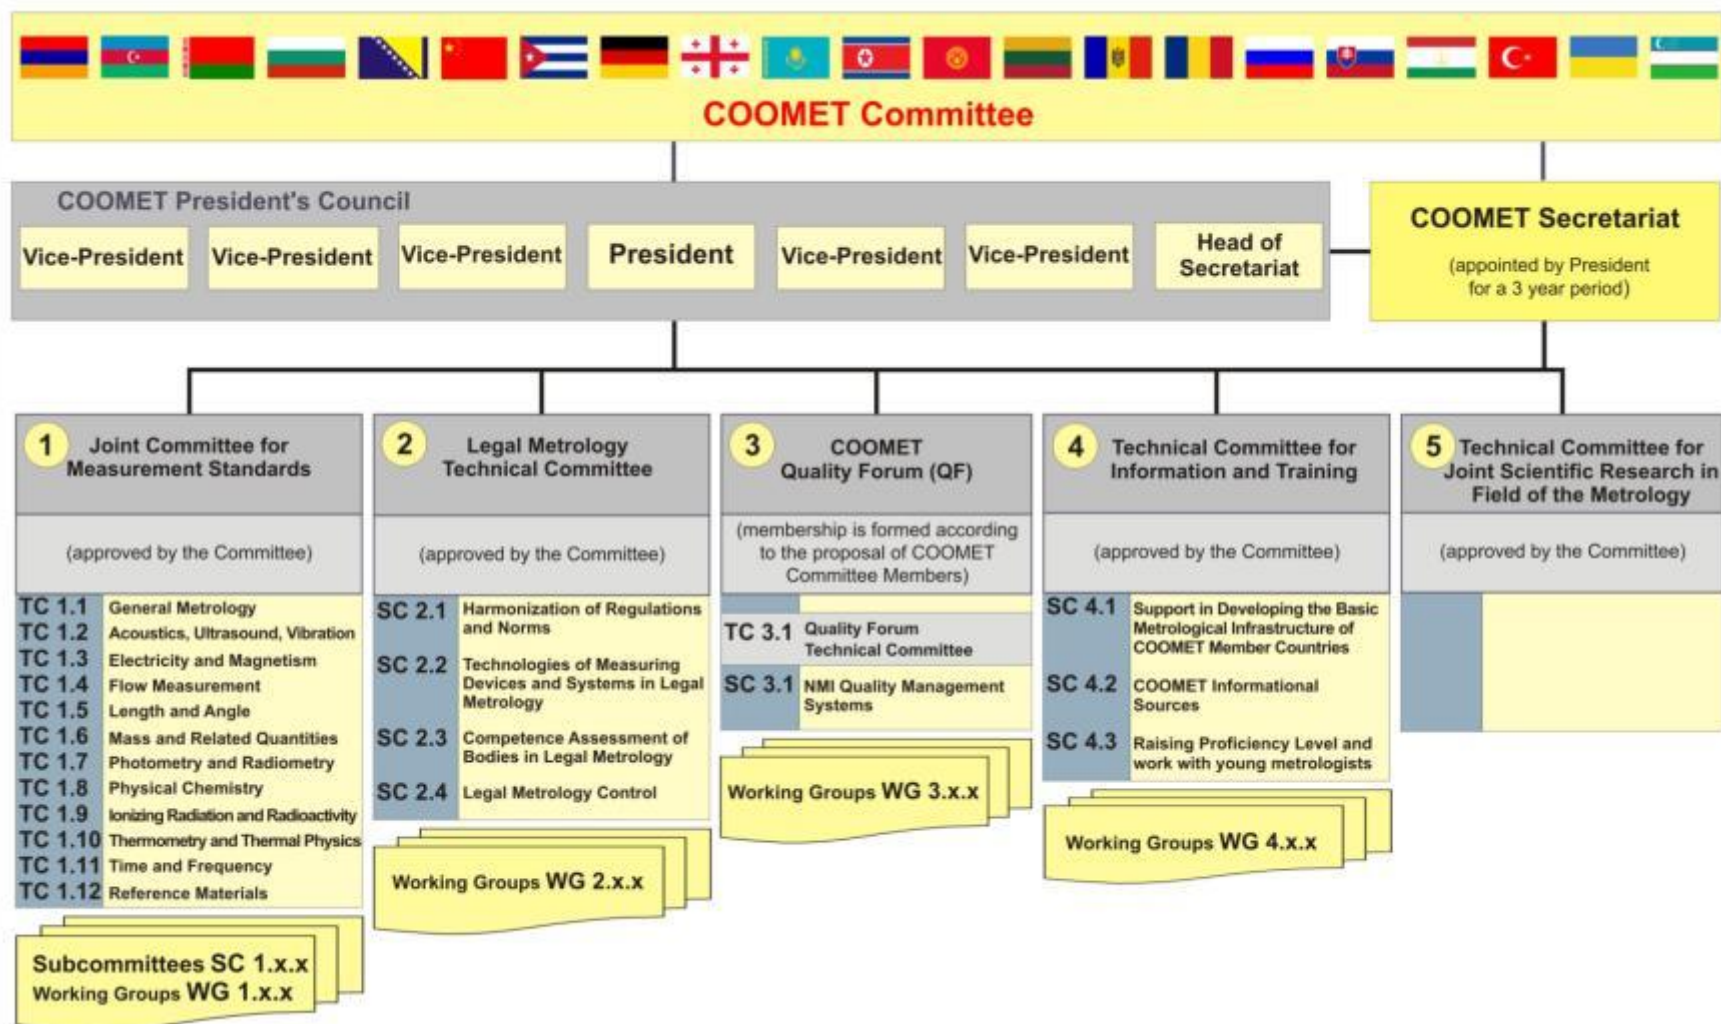 COOMET Committee
COOMET President's Council
Vice-President
Vice-President
Vice-President
President
Vice-President
Vice-President
Head of
Secretariat
COOMET Secretariat
(appointed by President
for a 3 year period)
1
Joint Committee for
Measurement Standards
(approved by the Committee)
TC 1.1 General Metrology
TC 1.2 Acoustics, Ultrasound, Vibration
TC 1.3 Electricity and Magnetism
TC 1.4 Flow Measurement
TC 1.5 Length and Angle
TC 1.6 Mass and Related Quantities
TC 1.7 Photometry and Radiometry
TC 1.8 Physical Chemistry
TC 1.9 Ionizing Radiation and Radioactivity
TC 1.10 Thermometry and Thermal Physics
TC 1.11 Time and Frequency
TC 1.12 Reference Materials
Subcommittees SC 1.x.x
Working Groups WG 1.x.x
2
Legal Metrology
Technical Committee
(approved by the Committee)
SC 2.1 Harmonization of Regulations
and Norms
SC 2.2 Technologies of Measuring
Devices and Systems in Legal
Metrology
SC 2.3 Competence Assessment of
Bodies in Legal Metrology
SC 2.4 Legal Metrology Control
Working Groups WG 2.x.x
3
COOMET
Quality Forum (QF)
(membership is formed according
to the proposal of COOMET
Committee Members)
TC 3.1 Quality Forum
Technical Committee
SC 3.1 NMI Quality Management
Systems
Working Groups WG 3.x.x
4
Technical Committee for
Information and Training
(approved by the Committee)
SC 4.1 Support in Developing the Basic
Metrological Infrastructure of
COOMET Member Countries
SC 4.2 COOMET Informational
Sources
SC 4.3 Raising Proficiency Level and
work with young metrologists
Working Groups WG 4.x.x
5
Technical Committee for
Joint Scientific Research in
Field of the Metrology
(approved by the Committee)